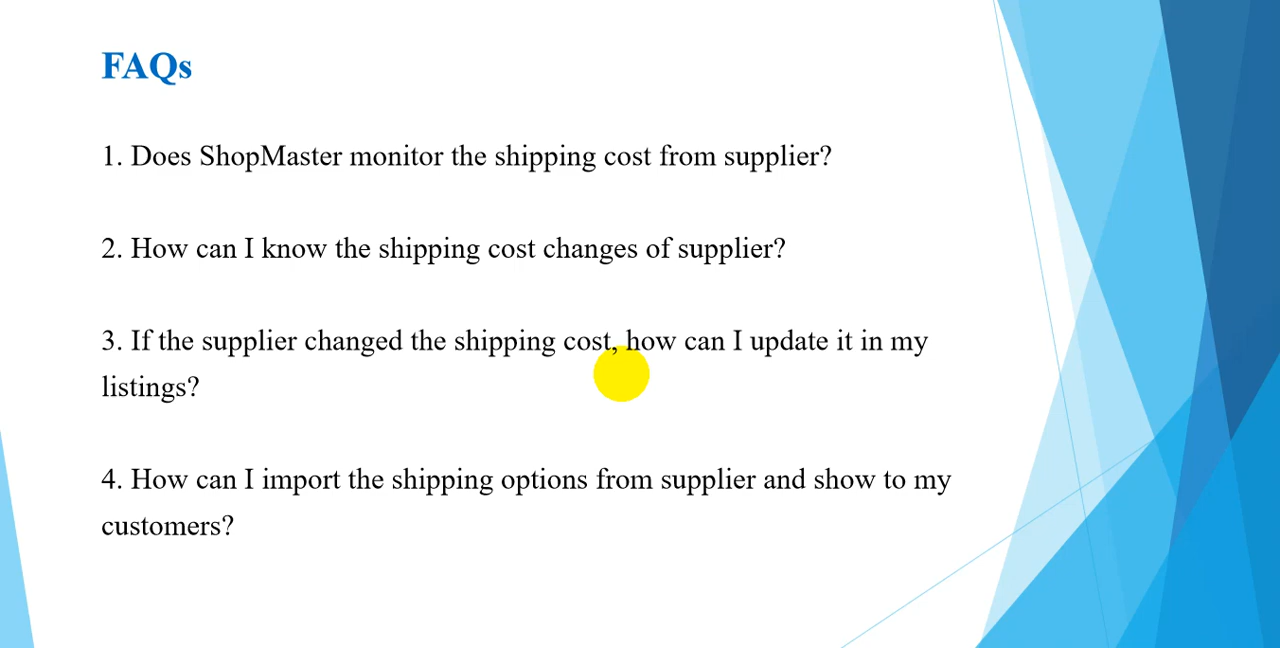 FAQs
1. Does ShopMaster monitor the shipping cost from supplier?
2. How can I know the shipping cost changes of supplier?
3. If the supplier changed the shipping cost, how can I update it in my
listings?
4. How can I import the shipping options from supplier and show to my
customers?